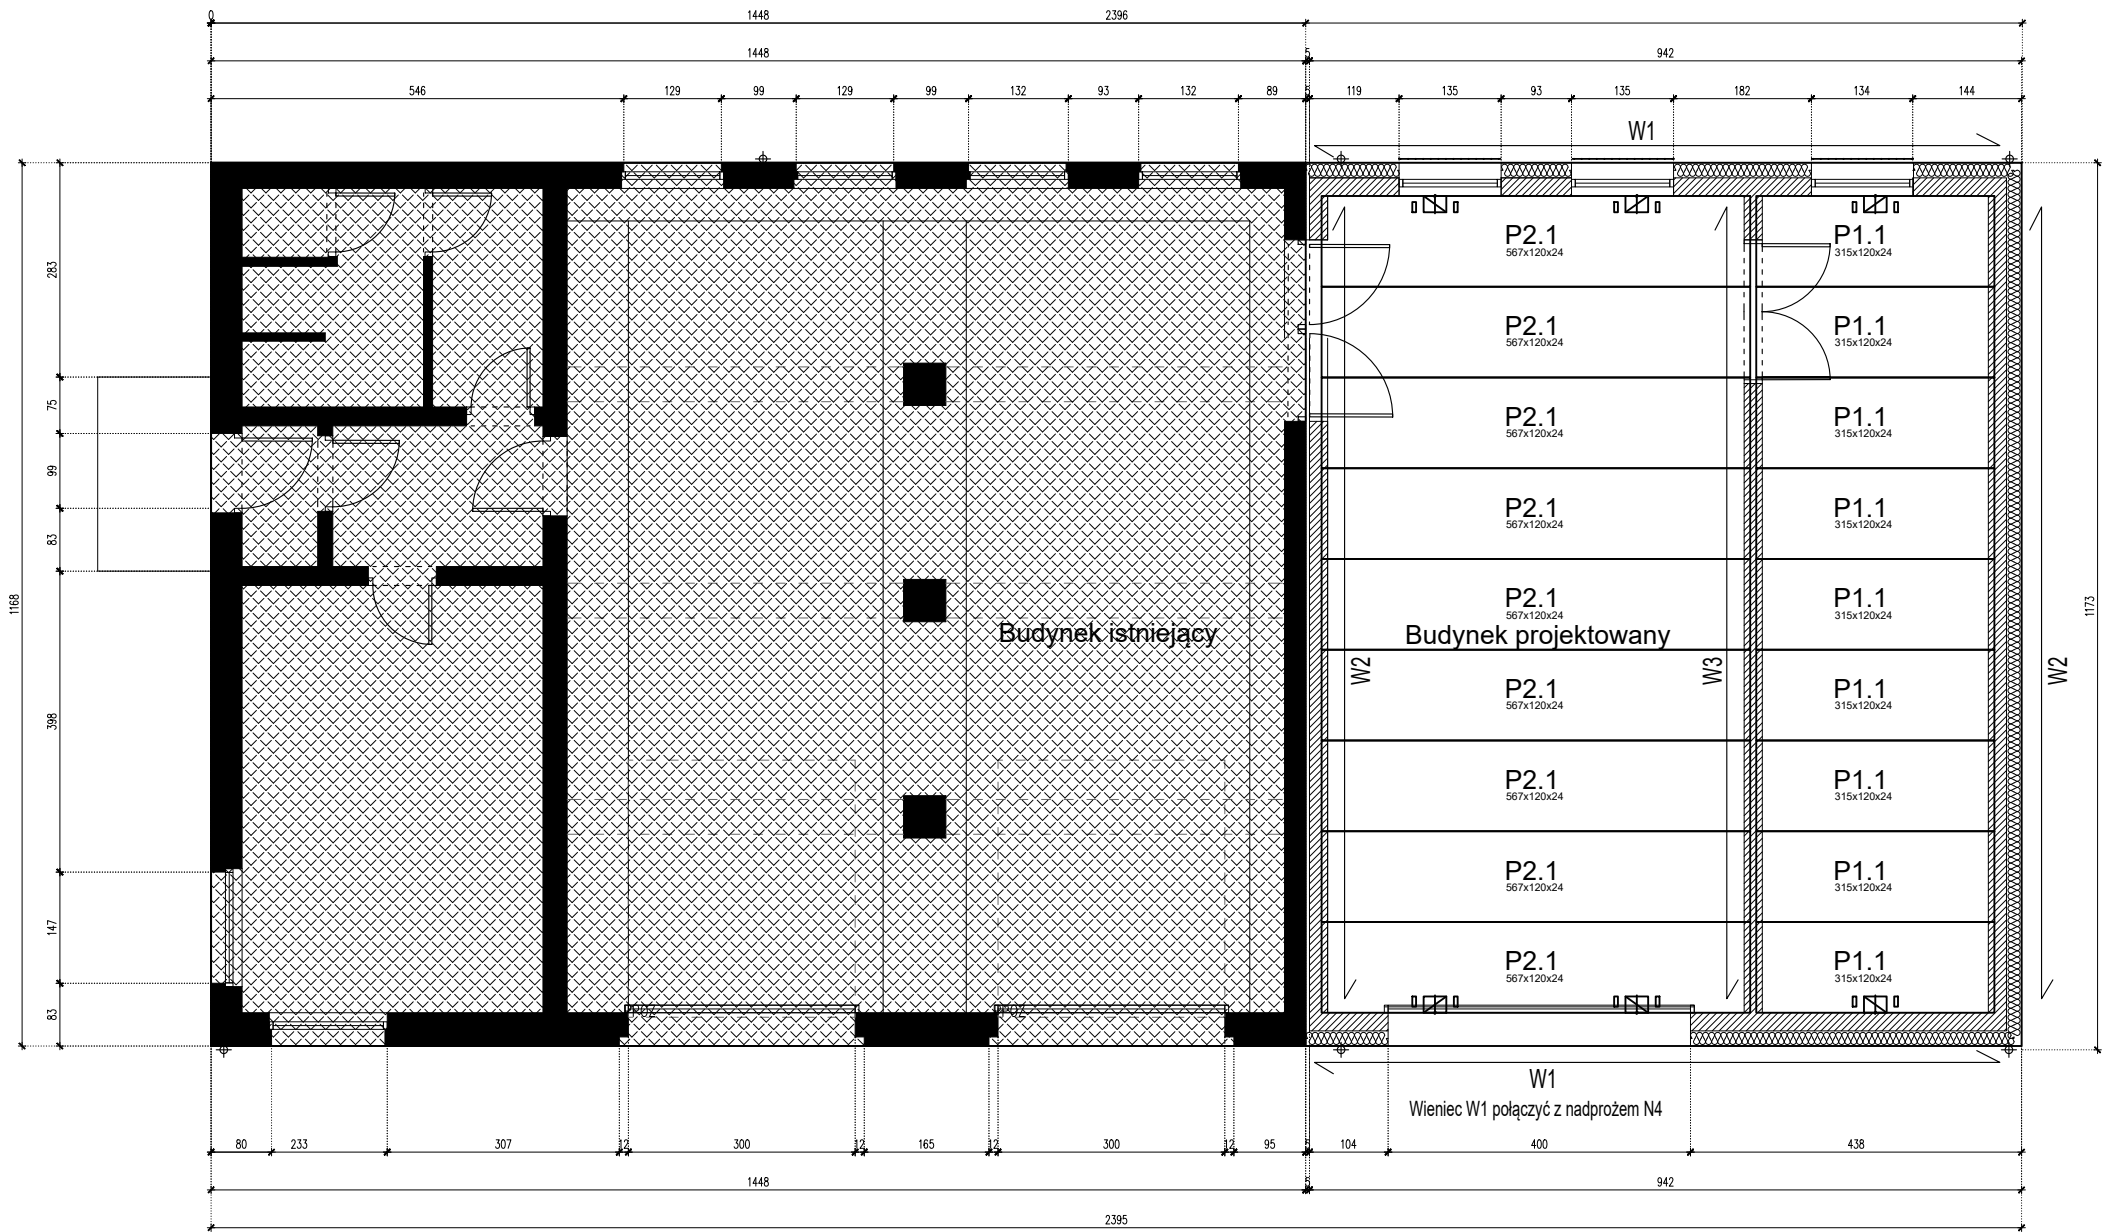 0 1448 2396
1448 5 942
546 129 99 129 99 132 93 132 89 5 119 135 93 135 182 134 144
W1
283
75
99
83
398
147
83
1168
1173
P2.1
567x120x24
P1.1
315x120x24
P2.1
567x120x24
P1.1
315x120x24
P2.1
567x120x24
P1.1
315x120x24
P2.1
567x120x24
P1.1
315x120x24
P2.1
567x120x24
P1.1
315x120x24
Budynek istniejący
Budynek projektowany
W2
W3
W2
P2.1
567x120x24
P1.1
315x120x24
P2.1
567x120x24
P1.1
315x120x24
P2.1
567x120x24
P1.1
315x120x24
P2.1
567x120x24
P1.1
315x120x24
W1
Wieniec W1 połączyć z nadprożem N4
80 233 307 12 300 12 165 12 300 12 95 5 104 400 438
1448 5 942
2395